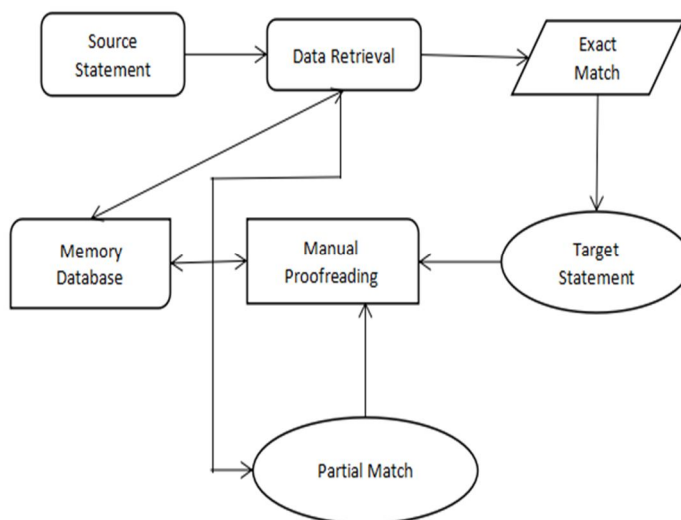 Source
Statement
Data Retrieval
Exact
Match
Memory
Database
Manual
Proofreading
Target
Statement
Partial Match